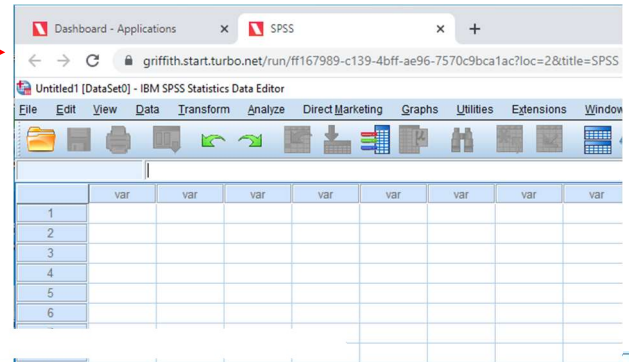 Dashboard - Applications × SPSS × +
griffith.start.turbo.net/run/ff167989-c139-4bff-ae96-7570c9bca1ac?loc=2&title=SPSS
Untitled1 [DataSet0] - IBM SPSS Statistics Data Editor
File Edit View Data Transform Analyze Direct Marketing Graphs Utilities Extensions Window
var var var var var var var var
1
2
3
4
5
6